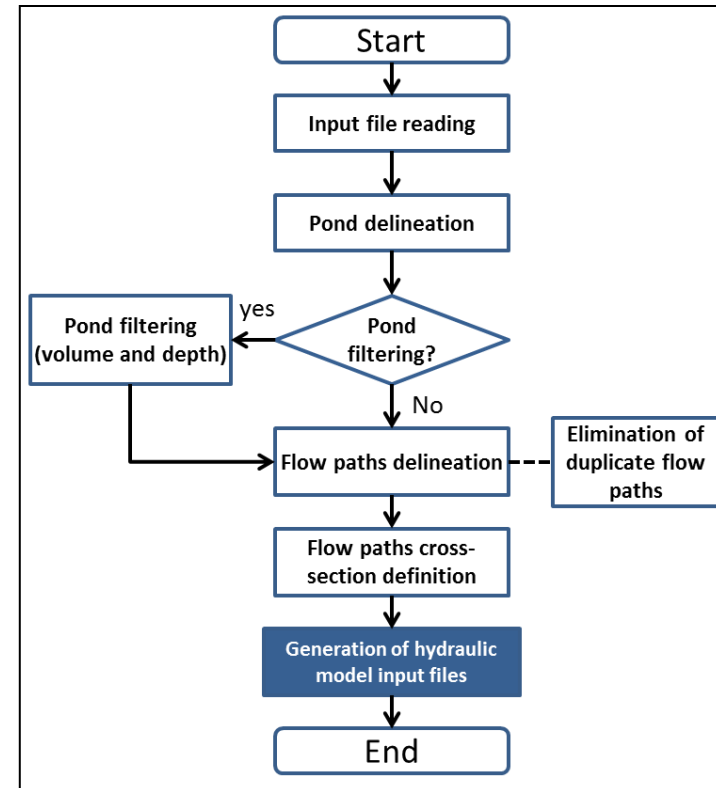 Start
Input file reading
Pond delineation
yes
Pond filtering
(volume and depth)
Pond
filtering?
No
Flow paths delineation
Elimination of
duplicate flow
paths
Flow paths cross-
section definition
Generation of hydraulic
model input files
End